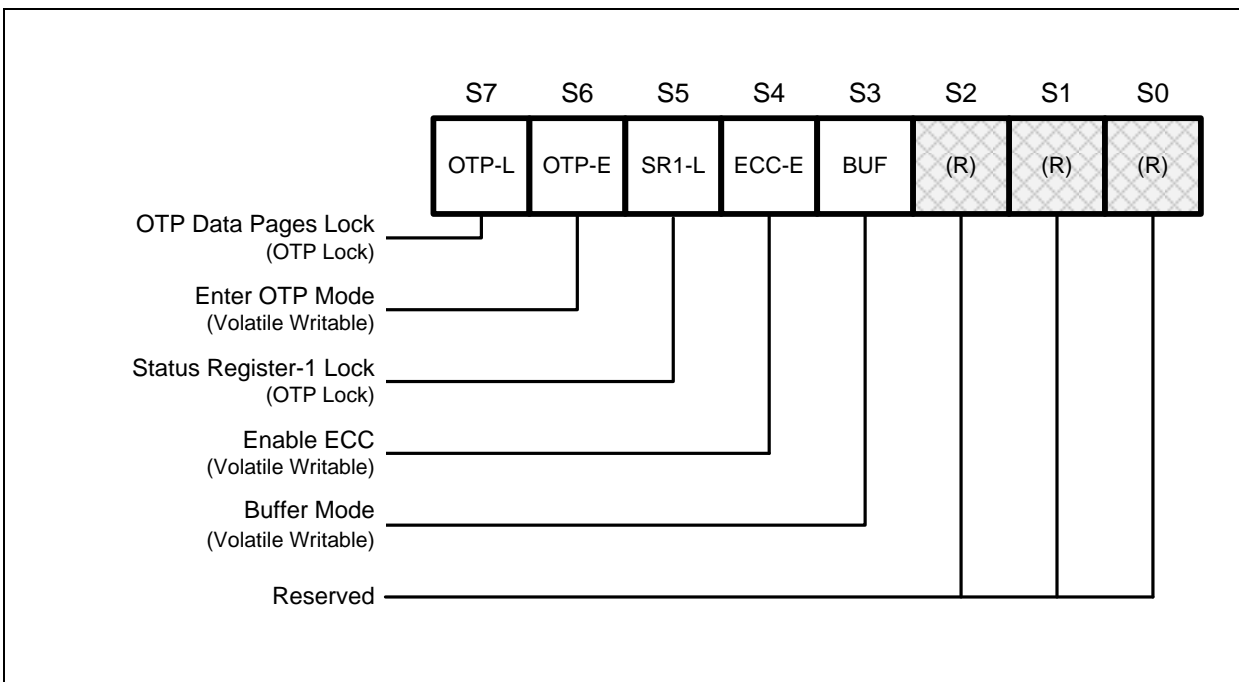 S7 S6 S5 S4 S3 S2 S1 S0
OTP-L OTP-E SR1-L ECC-E BUF (R) (R) (R)
OTP Data Pages Lock
(OTP Lock)
Enter OTP Mode
(Volatile Writable)
Status Register-1 Lock
(OTP Lock)
Enable ECC
(Volatile Writable)
Buffer Mode
(Volatile Writable)
Reserved